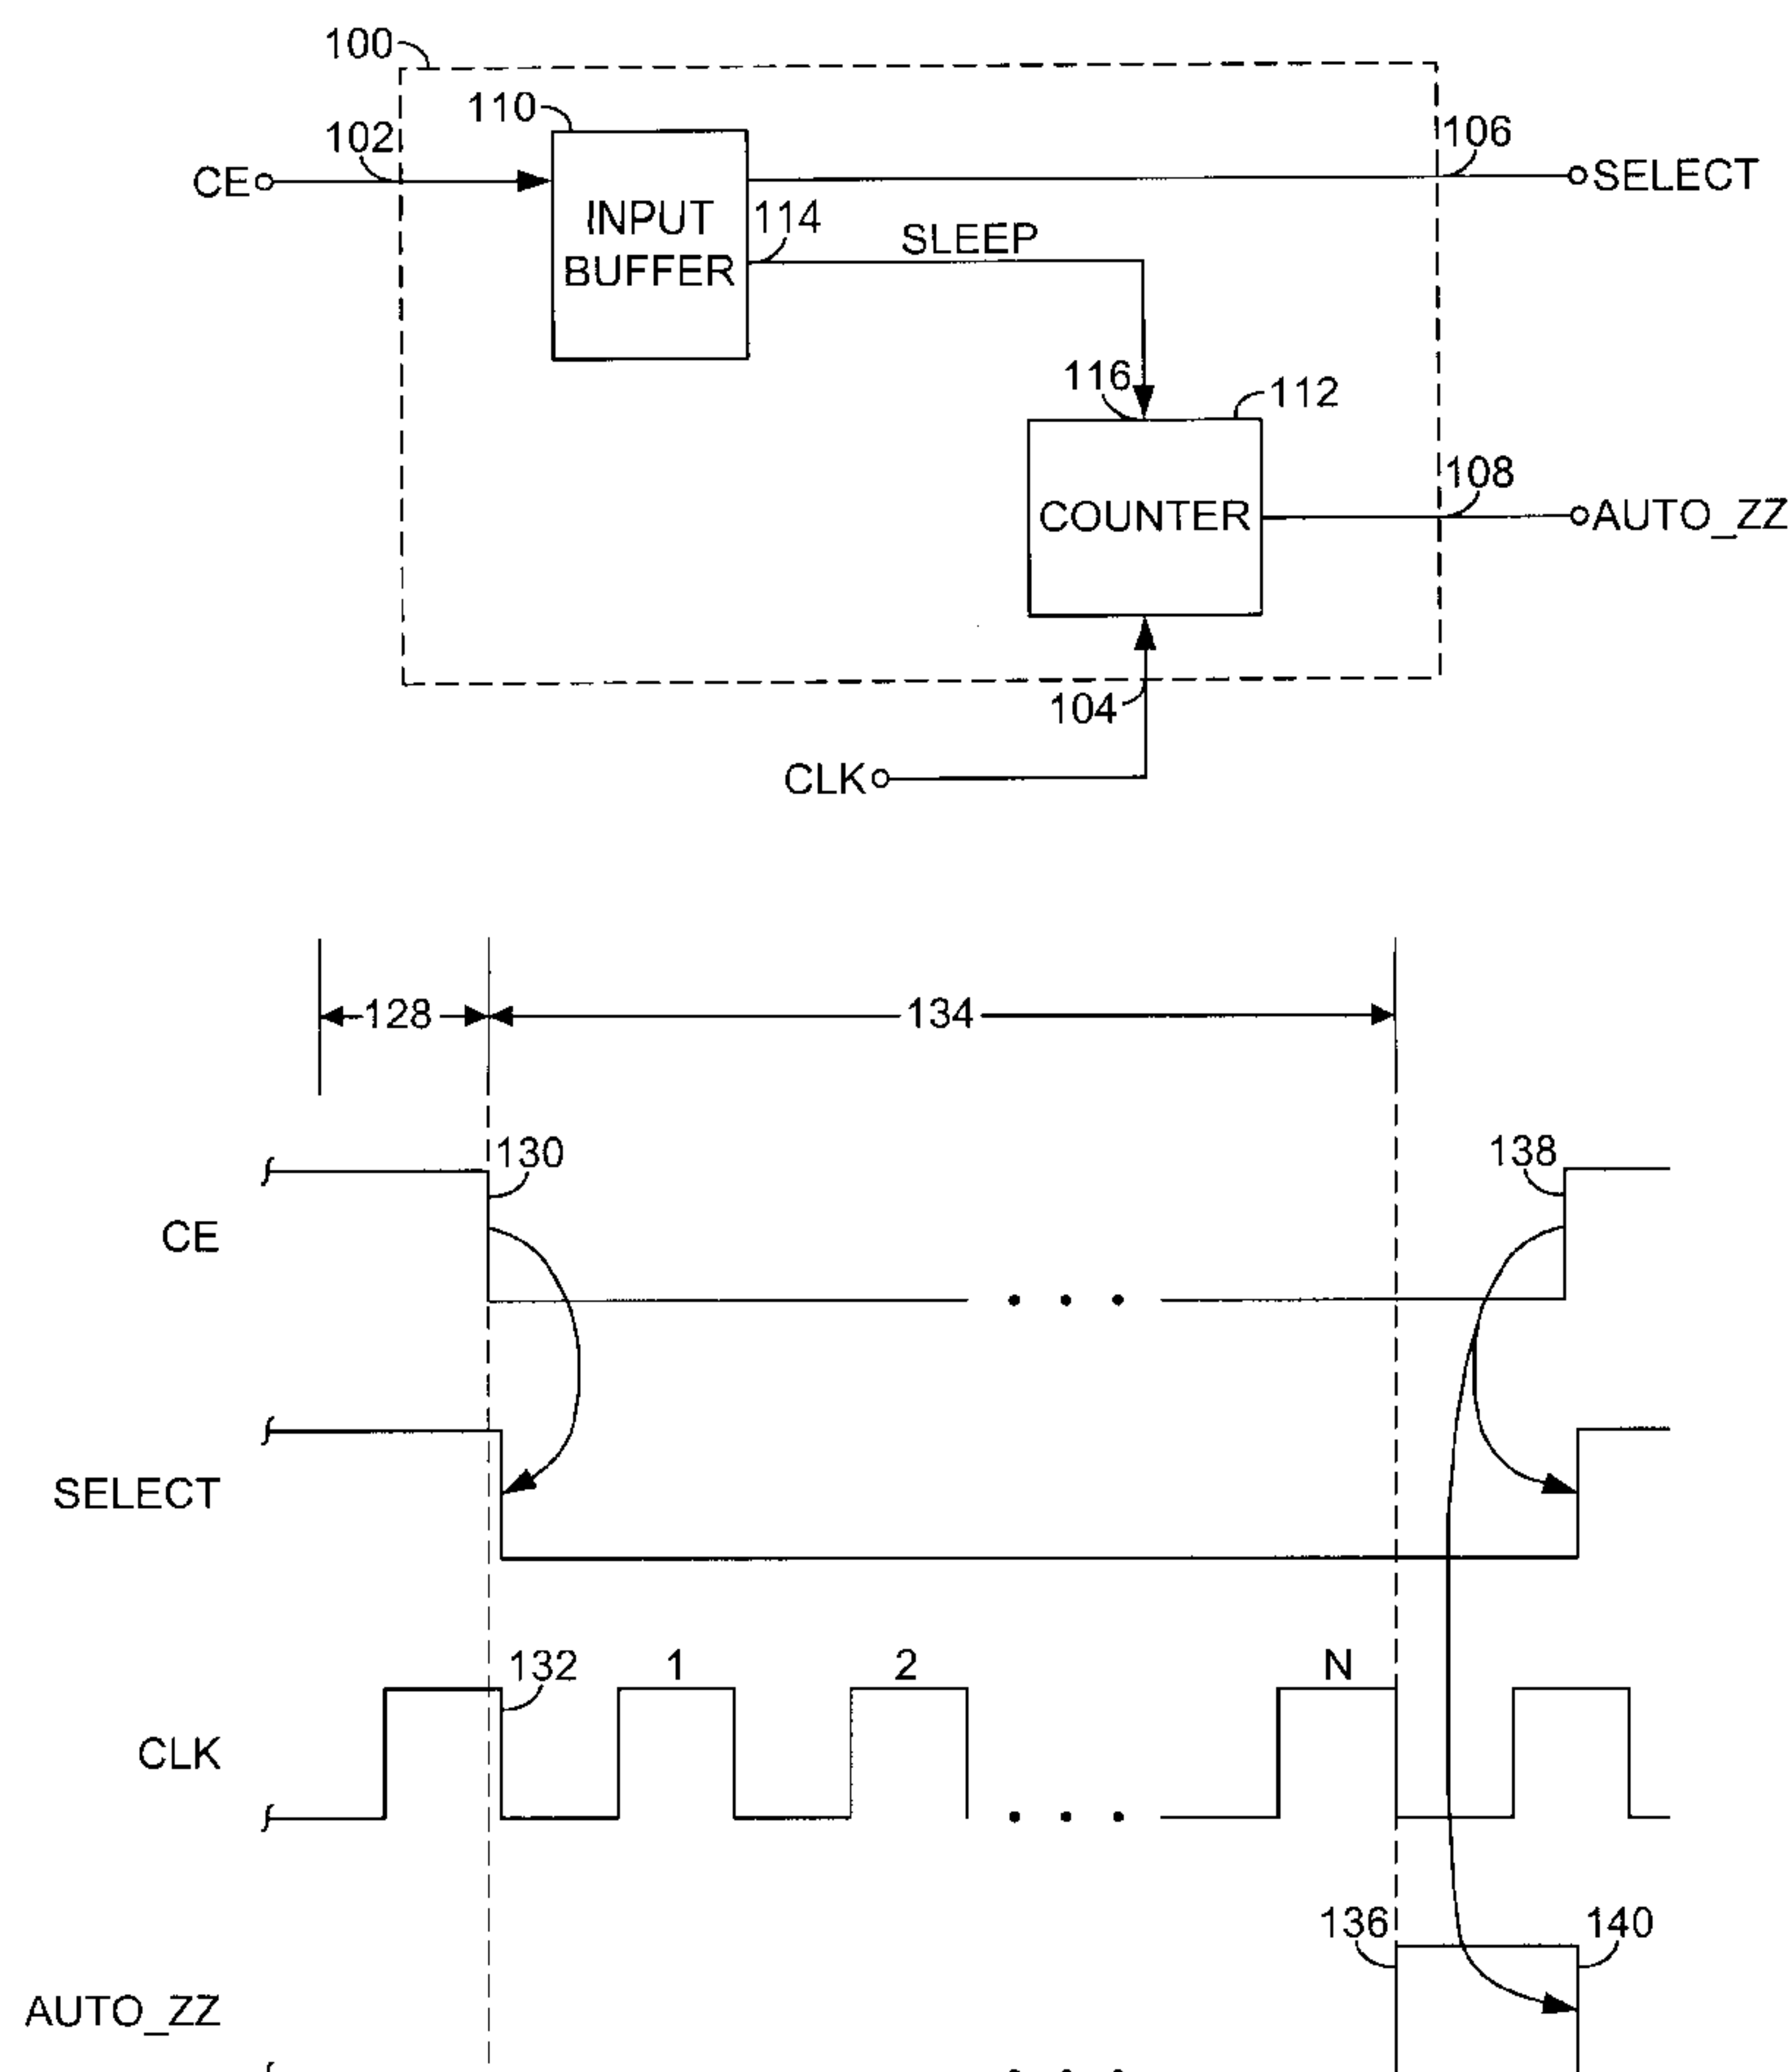 100
110
102
106
CE
SELECT
INPUT
BUFFER
114
SLEEP
116
112
COUNTER
108
AUTO_ZZ
104
CLK
128
134
130
138
CE
SELECT
132
1
2
N
CLK
136
140
AUTO_ZZ